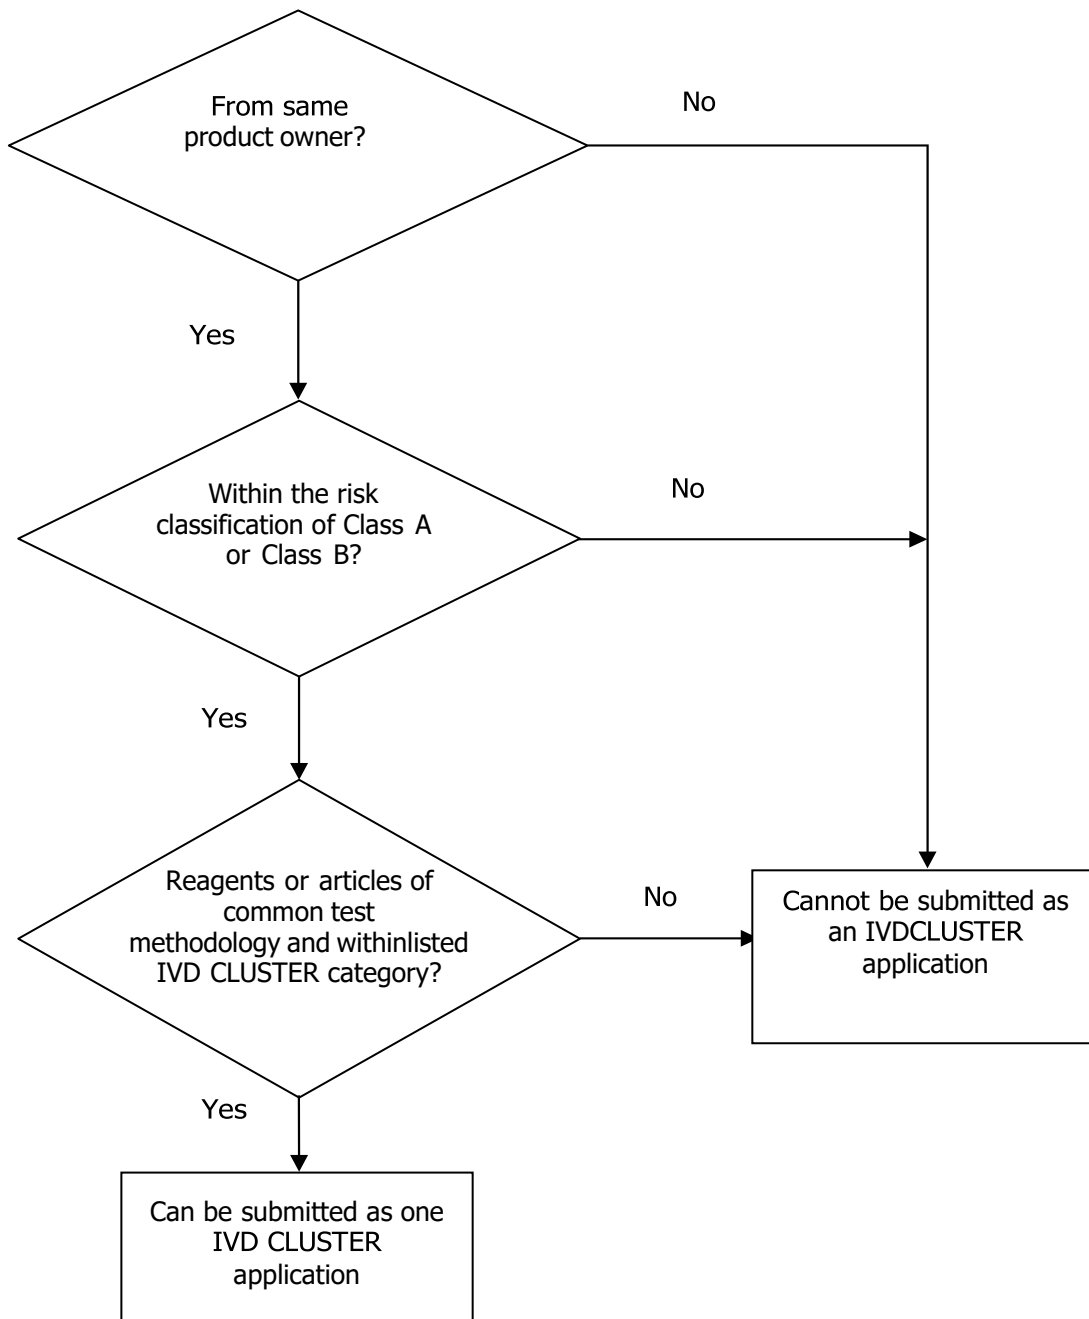 From same
product owner?
No
Yes
Within the risk
classification of Class A
or Class B?
No
Yes
Reagents or articles of
common test
methodology and withinlisted
IVD CLUSTER category?
No
Cannot be submitted as
an IVDCLUSTER
application
Yes
Can be submitted as one
IVD CLUSTER
application